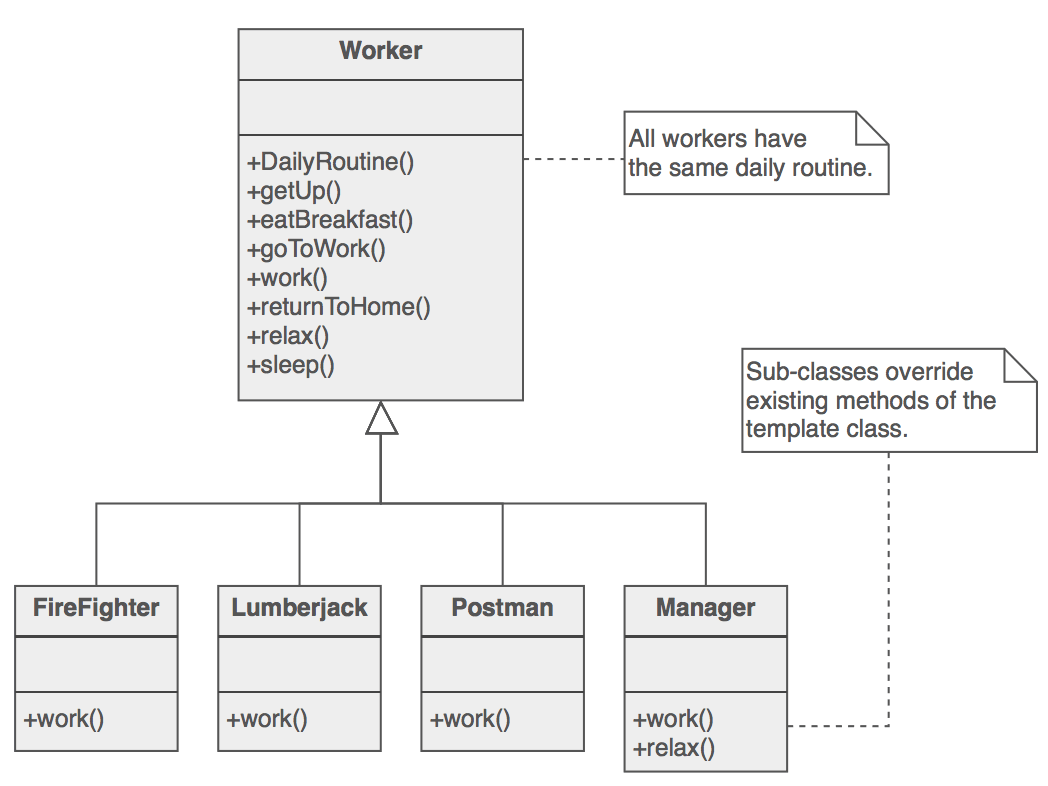 Worker
+DailyRoutine()
+getUp()
+eatBreakfast()
+goToWork()
+work()
+returnToHome()
+relax()
+sleep()
All workers have
the same daily routine.
Sub-classes override
existing methods of the
template class.
FireFighter
+work()
Lumberjack
+work()
Postman
+work()
Manager
+work()
+relax()